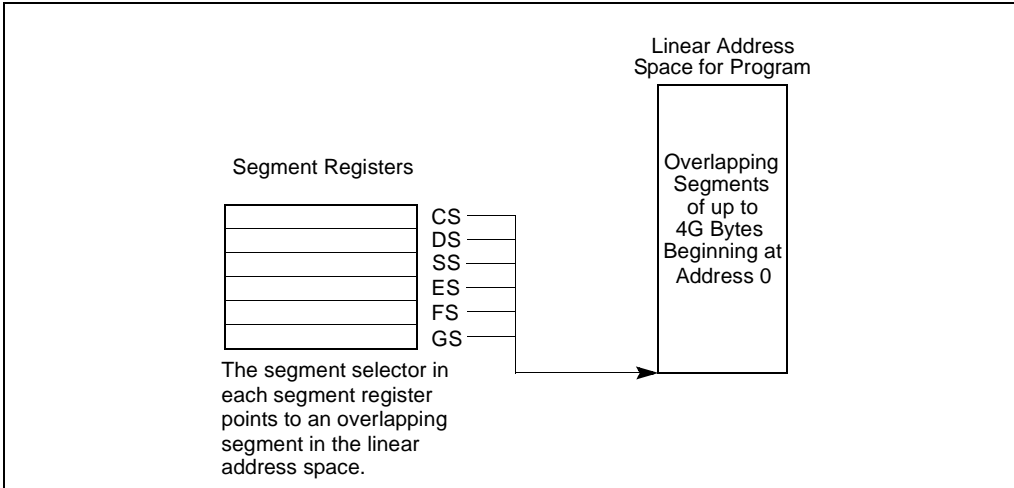 Linear Address
Space for Program
Overlapping
Segments
of up to
4G Bytes
Beginning at
Address 0
Segment Registers
CS
DS
SS
ES
FS
GS
The segment selector in
each segment register
points to an overlapping
segment in the linear
address space.